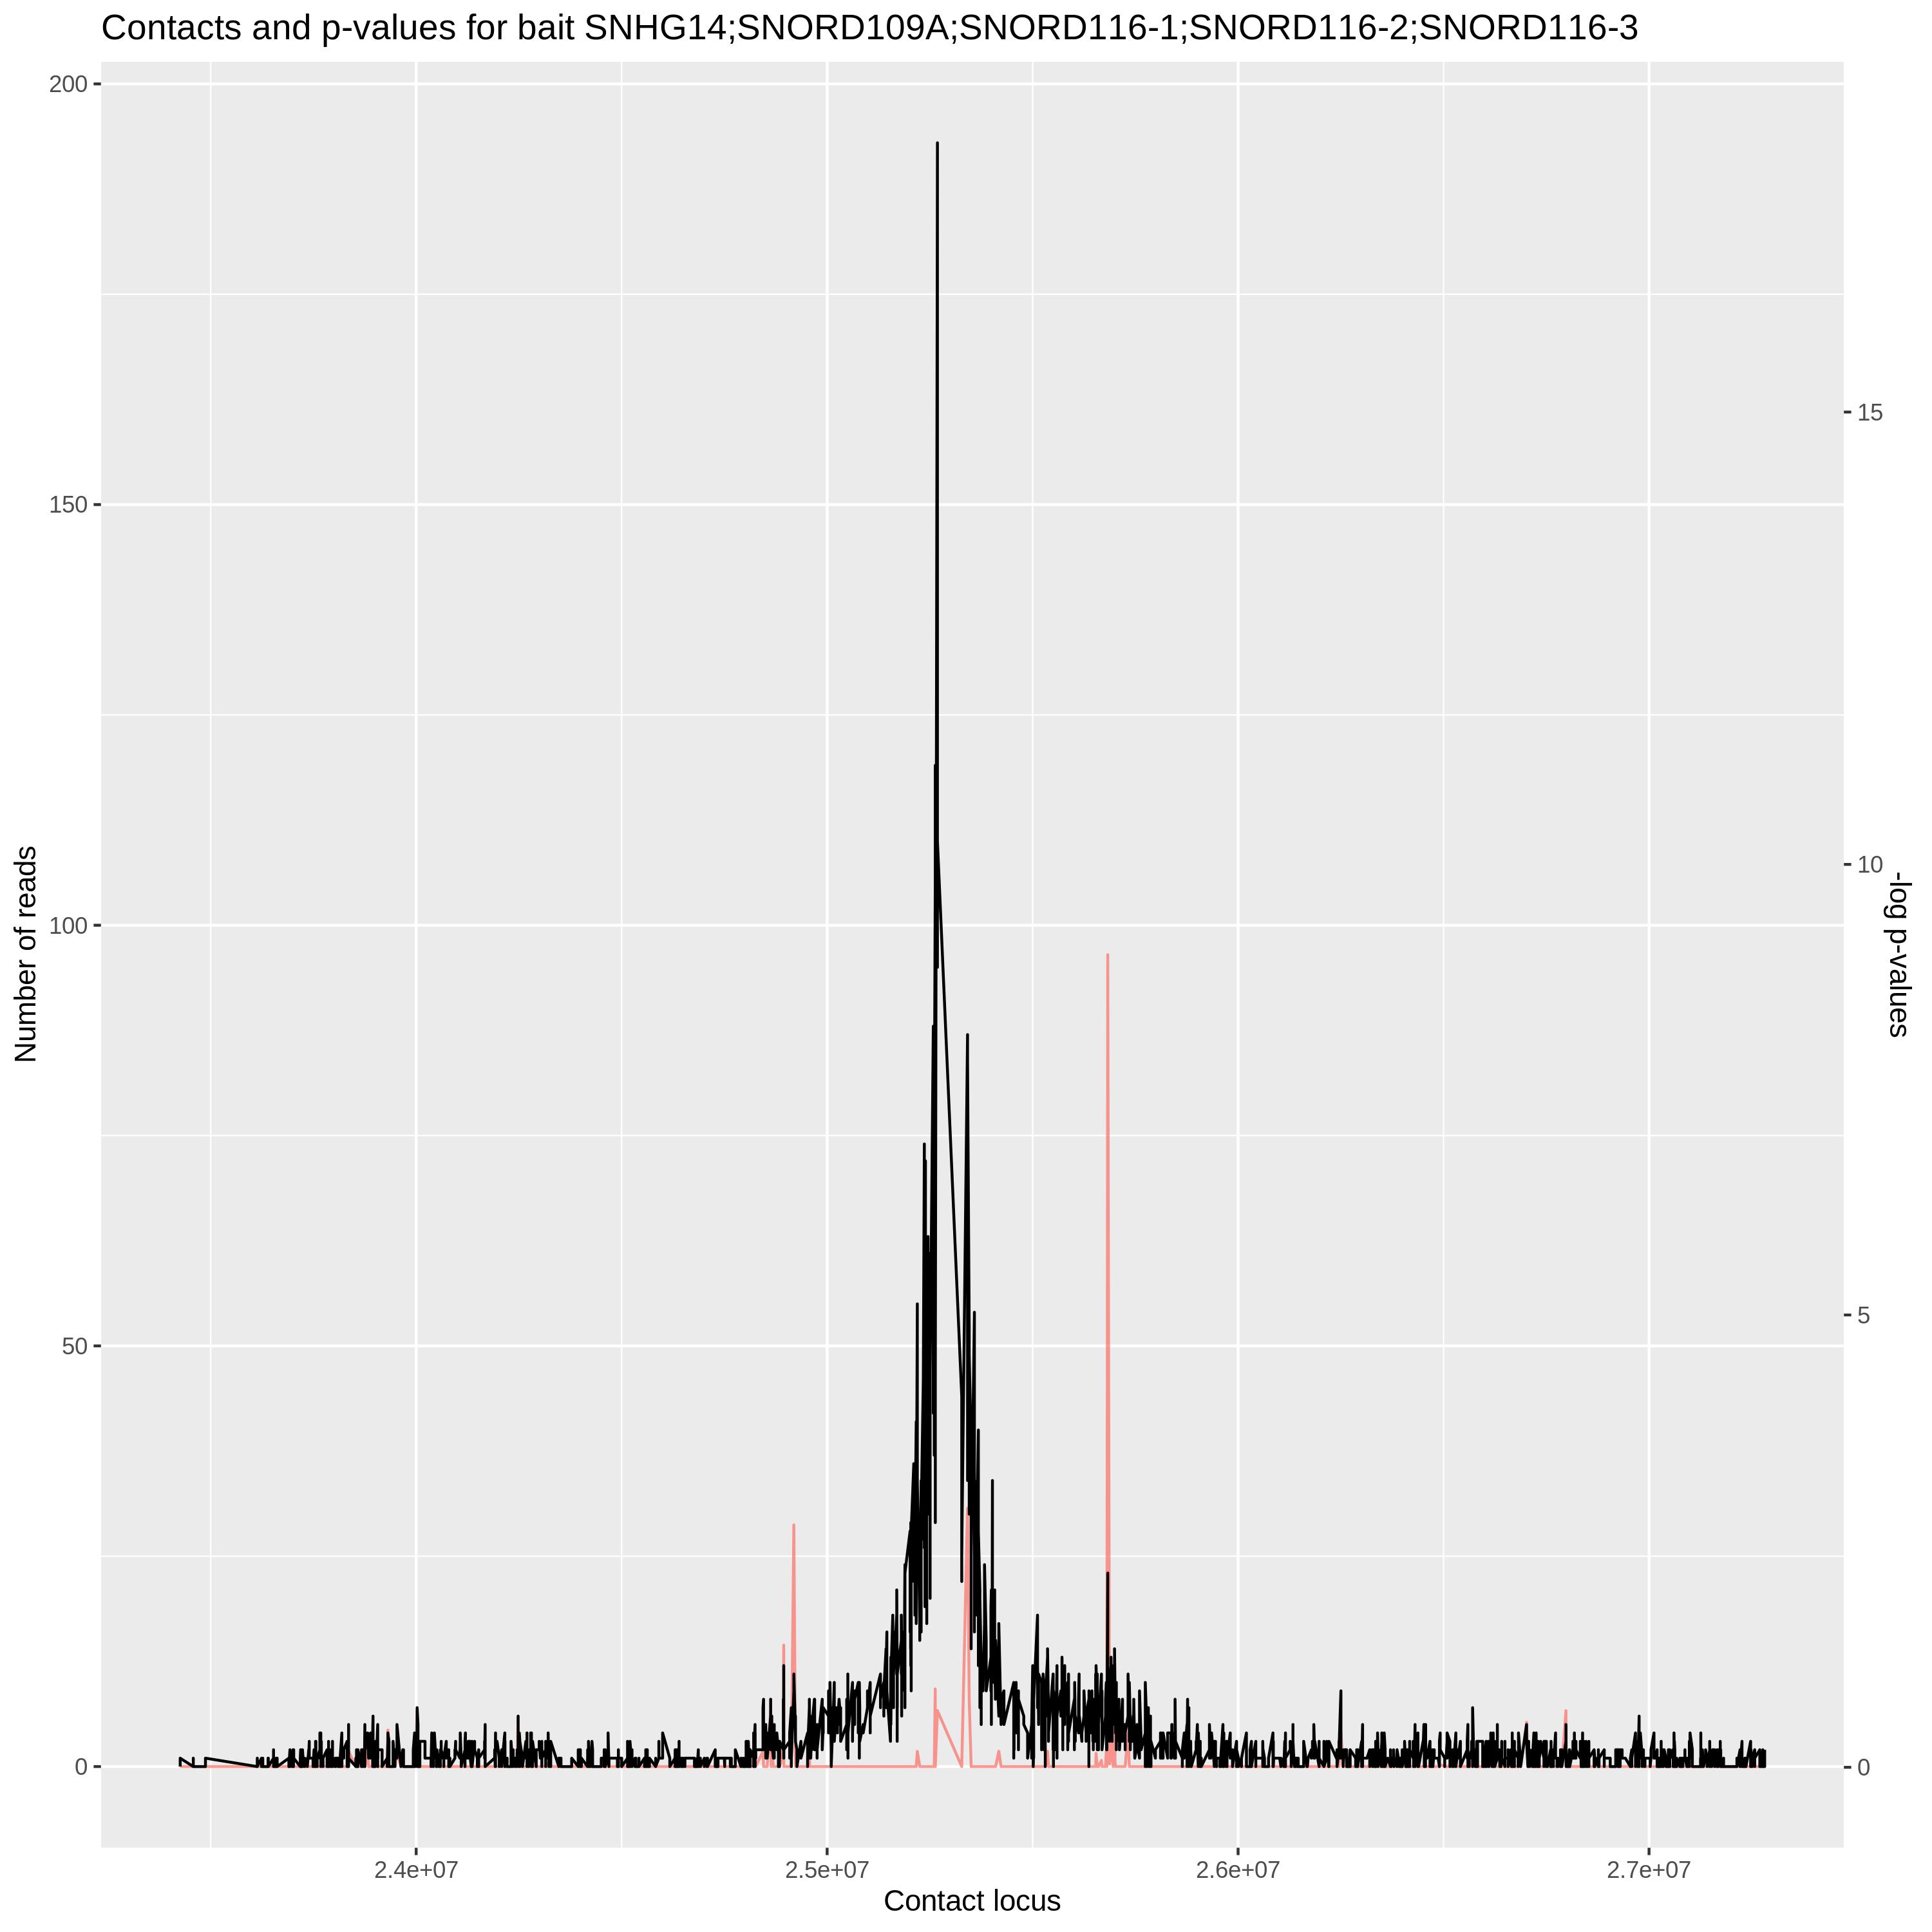 Contacts and p-values for bait SNHG14;SNORD109A;SNORD116-1;SNORD116-2;SNORD116-3
200
150
100
50
0
Number of reads
15
10
5
0
-log p-values
2.4e+07
2.5e+07
2.6e+07
2.7e+07
Contact locus